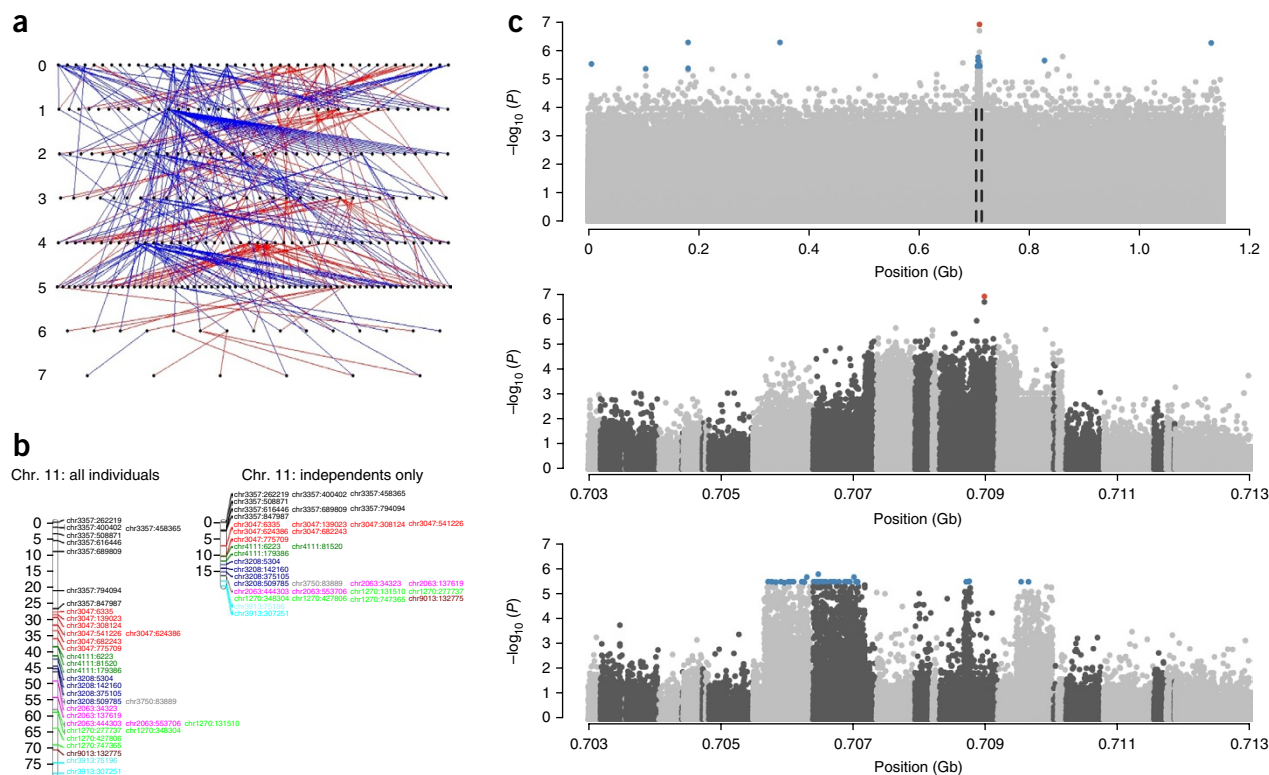 a
0
1
2
3
4
5
6
7
b
Chr. 11: all individuals
0
5
10
15
20
25
30
35
40
45
50
55
60
65
70
75
chr3357:262219
chr3357:400402 chr3357:458365
chr3357:508871
chr3357:616446
chr3357:689809
chr3357:794094
chr3357:847987
chr3047:6335
chr3047:139023
chr3047:308124
chr3047:541226 chr3047:624386
chr3047:682243
chr3047:775709
chr4111:6223
chr4111:81520
chr4111:179386
chr3208:5304
chr3208:142160
chr3208:375105
chr3208:509785 chr3750:83889
chr2063:34323
chr2063:137619
chr2063:444303 chr2063:553706 chr1270:131510
chr1270:277737 chr1270:348304
chr1270:427806
chr1270:747365
chr9013:132775
chr3913:75196
chr3913:307251
Chr. 11: independents only
0
5
10
15
20
chr3357:262219 chr3357:400402 chr3357:458365
chr3357:508871
chr3357:616446 chr3357:689809 chr3357:794094
chr3357:847987
chr3047:6335 chr3047:139023 chr3047:308124 chr3047:541226
chr3047:624386 chr3047:682243
chr3047:775709
chr4111:6223 chr4111:81520
chr4111:179386
chr3208:5304
chr3208:142160
chr3208:375105
chr3208:509785 chr3750:83889 chr2063:34323 chr2063:137619
chr2063:444303 chr2063:553706 chr1270:131510 chr1270:277737
chr1270:348304 chr1270:427806 chr1270:747365 chr9013:132775
chr3913:75196
chr3913:307251
c
–log10 (P)
7
6
5
4
3
2
1
0
0 0.2 0.4 0.6 0.8 1.0 1.2
Position (Gb)
–log10 (P)
7
6
5
4
3
2
1
0
0.703 0.705 0.707 0.709 0.711 0.713
Position (Gb)
–log10 (P)
6
5
4
3
2
1
0
0.703 0.705 0.707 0.709 0.711 0.713
Position (Gb)